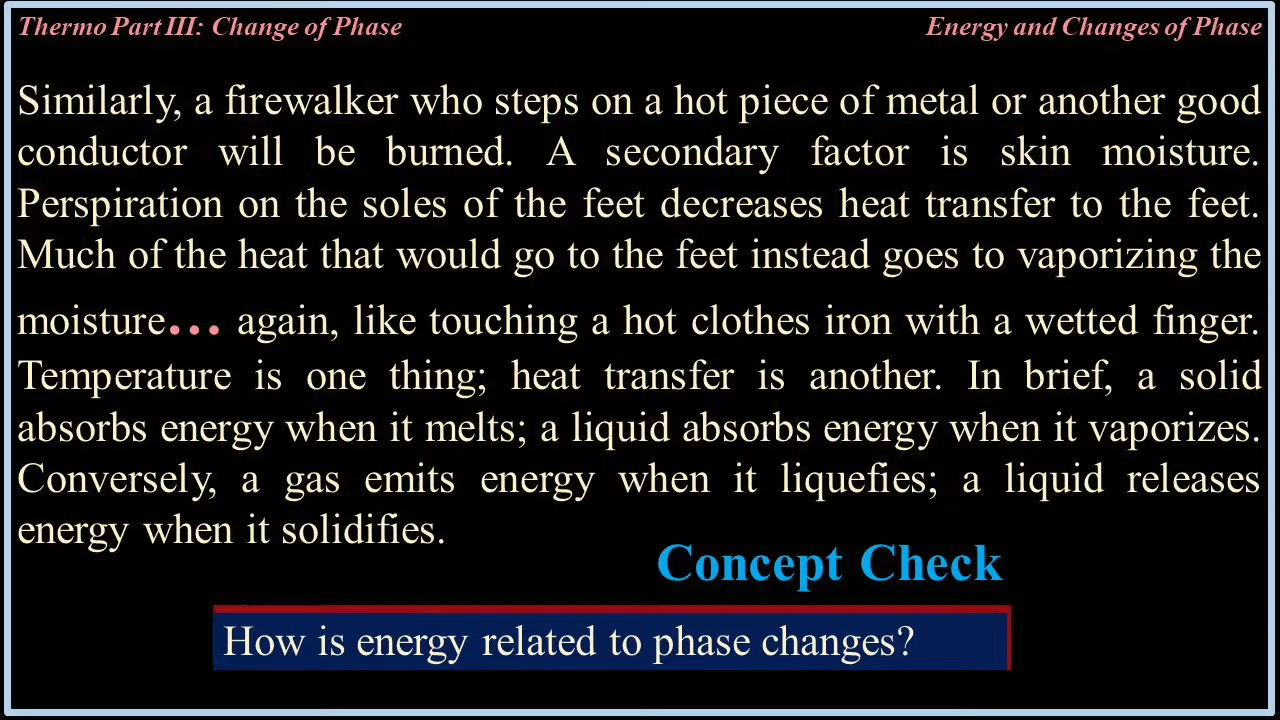 Thermo Part III: Change of Phase
Energy and Changes of Phase
Similarly, a firewalker who steps on a hot piece of metal or another good
conductor will be burned. A secondary factor is skin moisture.
Perspiration on the soles of the feet decreases heat transfer to the feet.
Much of the heat that would go to the feet instead goes to vaporizing the
moisture... again, like touching a hot clothes iron with a wetted finger.
Temperature is one thing; heat transfer is another. In brief, a solid
absorbs energy when it melts; a liquid absorbs energy when it vaporizes.
Conversely, a gas emits energy when it liquefies; a liquid releases
energy when it solidifies.
Concept Check
How is energy related to phase changes?